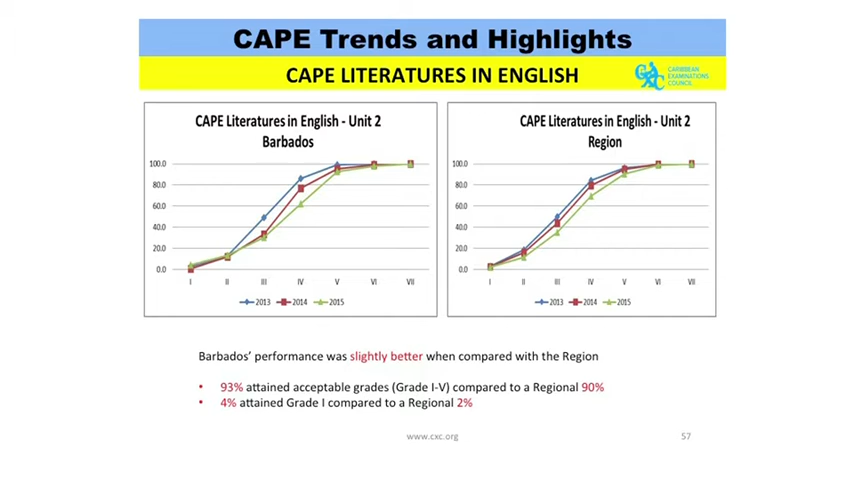 CAPE Trends and Highlights
CAPE LITERATURES IN ENGLISH
CXC
CARIBBEAN
EXAMINATIONS
COUNCIL
CAPE Literatures in English - Unit 2
Barbados
100.0
80.0
60.0
40.0
20.0
0.0
I II III IV V VI VII
2013 2014 2015
CAPE Literatures in English - Unit 2
Region
100.0
80.0
60.0
40.0
20.0
0.0
I II III IV V VI VII
2013 2014 2015
Barbados' performance was slightly better when compared with the Region
• 93% attained acceptable grades (Grade I-V) compared to a Regional 90%
• 4% attained Grade I compared to a Regional 2%
www.cxc.org
57